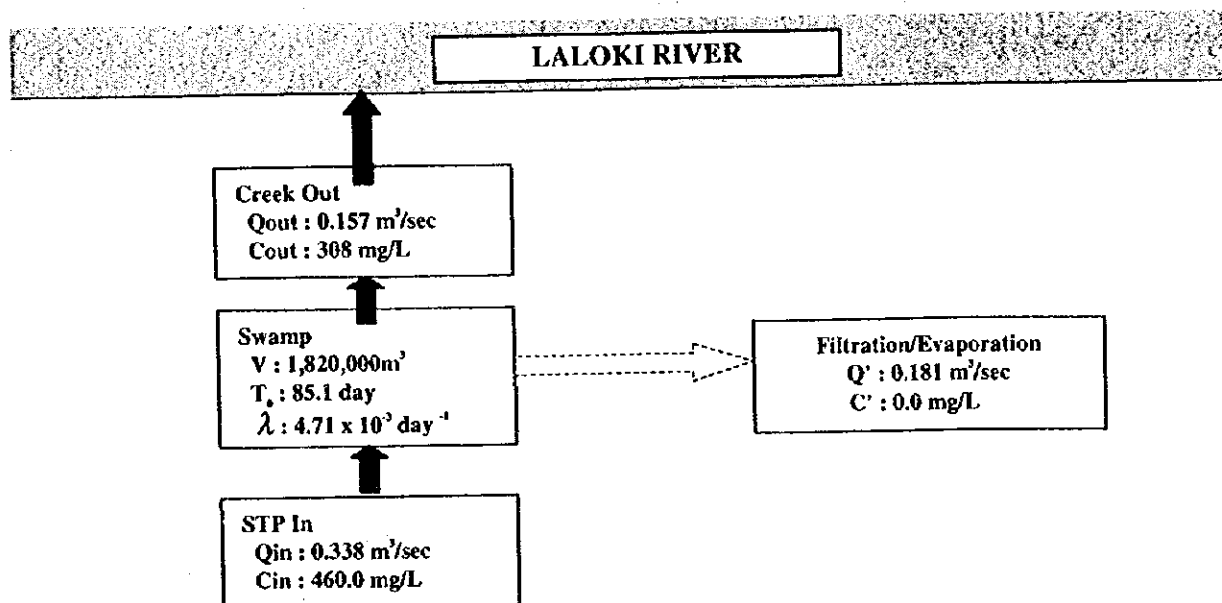 LALOKI RIVER
Creek Out
Qout : 0.157 m³/sec
Cout : 308 mg/L
Swamp
V : 1,820,000m³
Tₑ : 85.1 day
λ : 4.71 x 10⁻³ day⁻¹
Filtration/Evaporation
Q' : 0.181 m³/sec
C' : 0.0 mg/L
STP In
Qin : 0.338 m³/sec
Cin : 460.0 mg/L